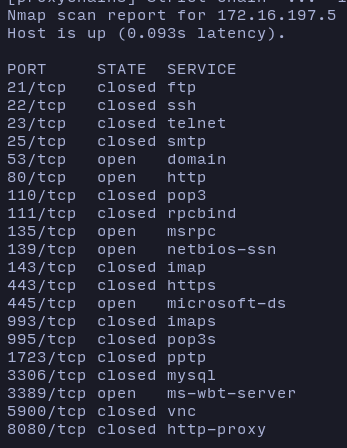 Nmap scan report for 172.16.197.5
Host is up (0.093s latency).
PORT     STATE  SERVICE
21/tcp   closed ftp
22/tcp   closed ssh
23/tcp   closed telnet
25/tcp   closed smtp
53/tcp   open   domain
80/tcp   open   http
110/tcp  closed pop3
111/tcp  closed rpcbind
135/tcp  open   msrpc
139/tcp  open   netbios-ssn
143/tcp  closed imap
443/tcp  closed https
445/tcp  open   microsoft-ds
993/tcp  closed imaps
995/tcp  closed pop3s
1723/tcp closed pptp
3306/tcp closed mysql
3389/tcp open   ms-wbt-server
5900/tcp closed vnc
8080/tcp closed http-proxy